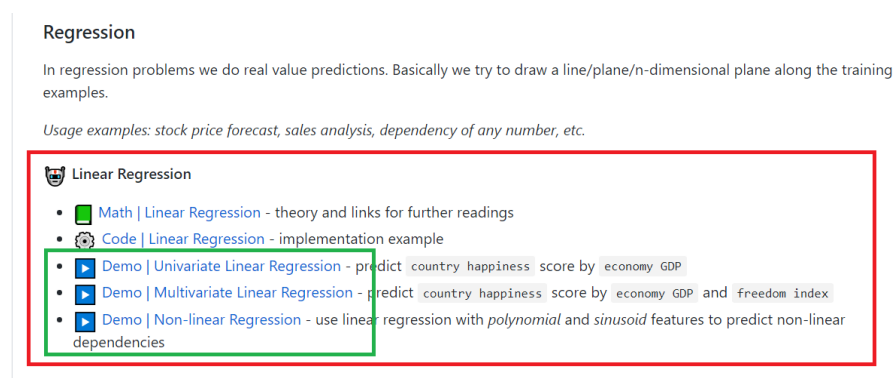 Regression
In regression problems we do real value predictions. Basically we try to draw a line/plane/n-dimensional plane along the training
examples.
Usage examples: stock price forecast, sales analysis, dependency of any number, etc.
Linear Regression
Math | Linear Regression - theory and links for further readings
Code | Linear Regression - implementation example
Demo | Univariate Linear Regression - predict country happiness score by economy GDP
Demo | Multivariate Linear Regression - predict country happiness score by economy GDP and freedom index
Demo | Non-linear Regression - use linear regression with polynomial and sinusoid features to predict non-linear
dependencies